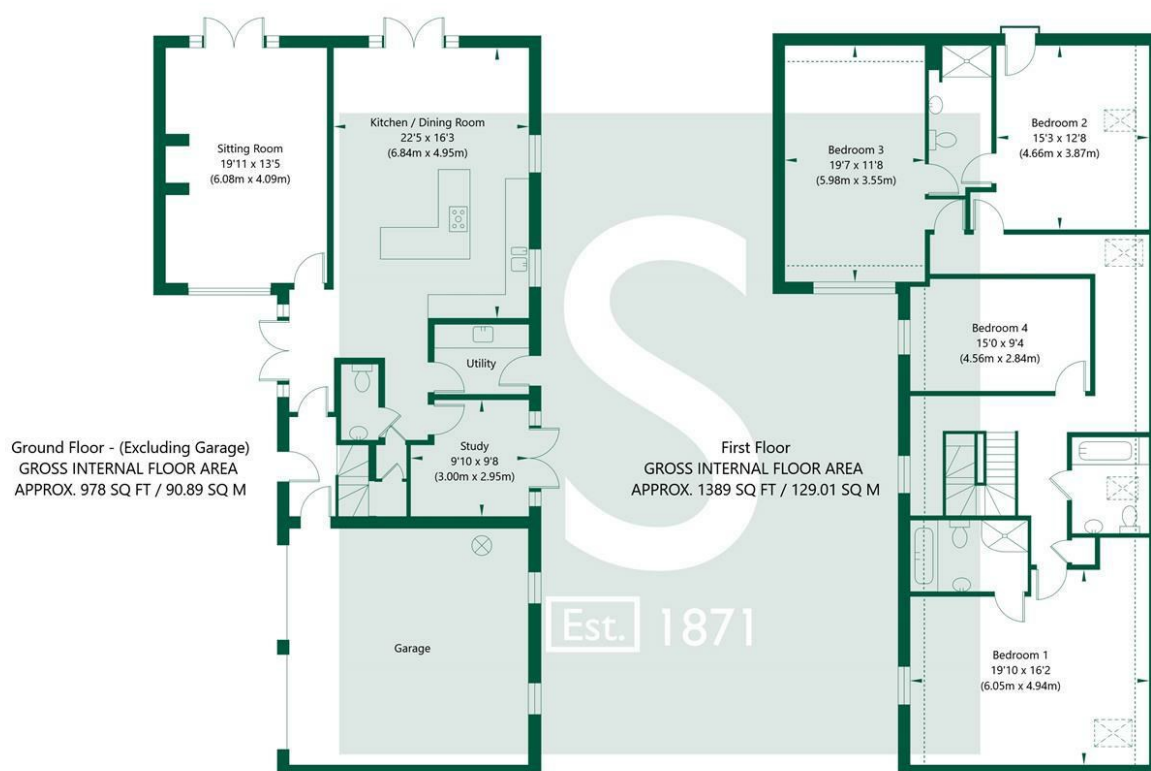 Sitting Room
19'11 x 13'5
(6.08m x 4.09m)
Kitchen / Dining Room
22'5 x 16'3
(6.84m x 4.95m)
Utility
Study
9'10 x 9'8
(3.00m x 2.95m)
Garage
Ground Floor - (Excluding Garage)
GROSS INTERNAL FLOOR AREA
APPROX. 978 SQ FT / 90.89 SQ M
S
Est. 1871
First Floor
GROSS INTERNAL FLOOR AREA
APPROX. 1389 SQ FT / 129.01 SQ M
Bedroom 3
19'7 x 11'8
(5.98m x 3.55m)
Bedroom 2
15'3 x 12'8
(4.66m x 3.87m)
Bedroom 4
15'0 x 9'4
(4.56m x 2.84m)
Bedroom 1
19'10 x 16'2
(6.05m x 4.94m)